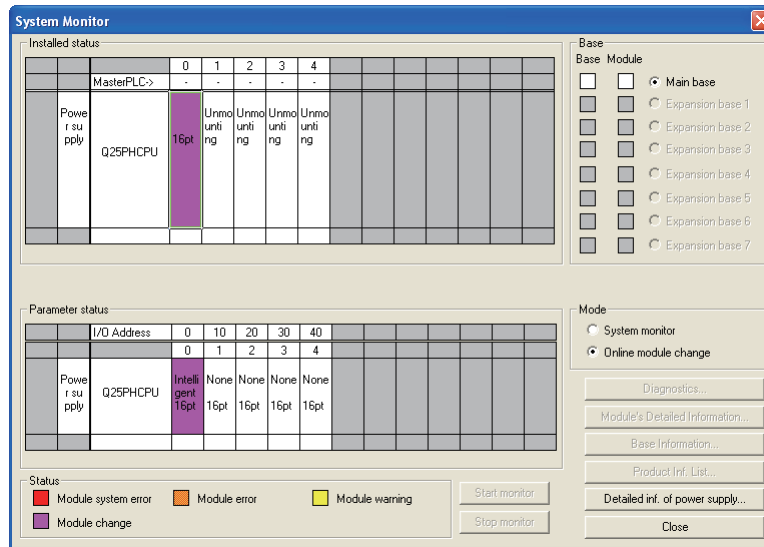 System Monitor
Installed status
0 1 2 3 4
MasterPLC-> - - - - -
Powe
r su
pply
Q25PHCPU
16pt
Unmo
unti
ng
Unmo
unti
ng
Unmo
unti
ng
Unmo
unti
ng
Base
Base Module
Main base
Expansion base 1
Expansion base 2
Expansion base 3
Expansion base 4
Expansion base 5
Expansion base 6
Expansion base 7
Parameter status
I/O Address 0 10 20 30 40
0 1 2 3 4
Powe
r su
pply
Q25PHCPU
Intelli
gent
16pt
None
16pt
None
16pt
None
16pt
None
16pt
Mode
System monitor
Online module change
Diagnostics...
Module's Detailed Information...
Base Information...
Product Inf. List...
Detailed inf. of power supply...
Close
Status
Module system error
Module error
Module warning
Module change
Start monitor
Stop monitor